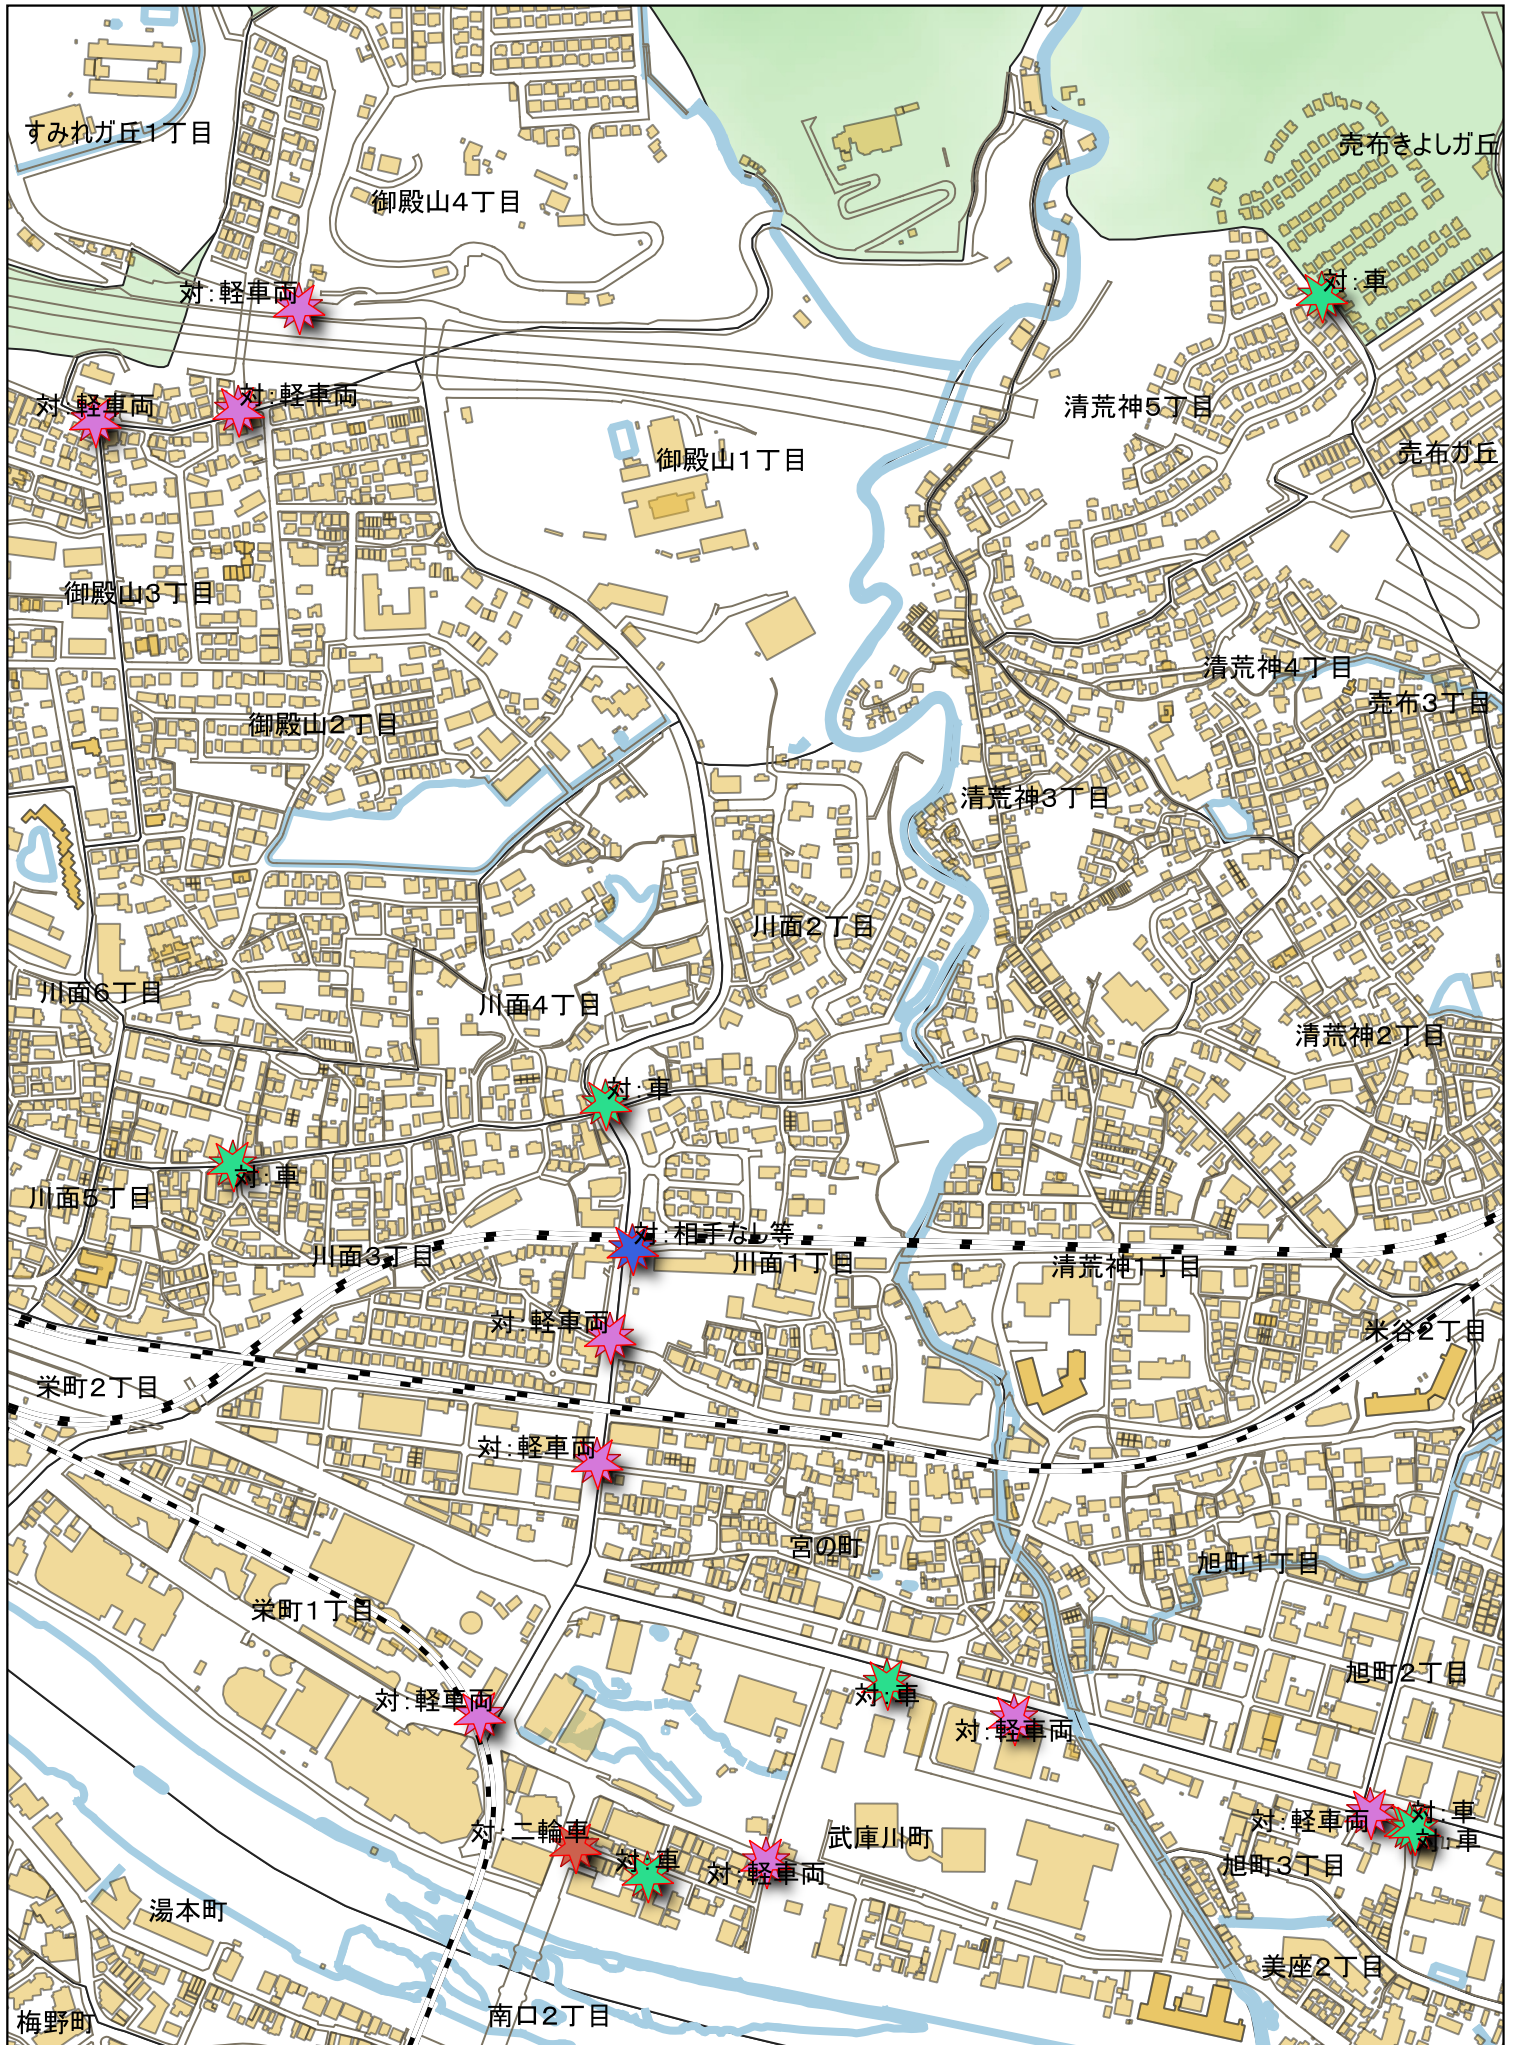 すみれガ丘１丁目
売布きよしガ丘
御殿山４丁目
対：軽車両
対：車
対：軽車両
対：軽車両
清荒神５丁目
売布ガ丘
御殿山１丁目
御殿山３丁目
清荒神４丁目
売布３丁目
御殿山２丁目
清荒神３丁目
川面２丁目
川面６丁目
川面４丁目
清荒神２丁目
対：車
対：車
川面５丁目
対：相手なし等
川面３丁目
川面１丁目
清荒神１丁目
対：軽車両
米谷２丁目
栄町２丁目
対：軽車両
宮の町
旭町１丁目
栄町１丁目
旭町２丁目
対：軽車両
対：車
対：軽車両
対：軽車両
対：車
対：二輪車
武庫川町
対：車
対：車
対：軽車両
旭町３丁目
湯本町
美座２丁目
南口２丁目
梅野町